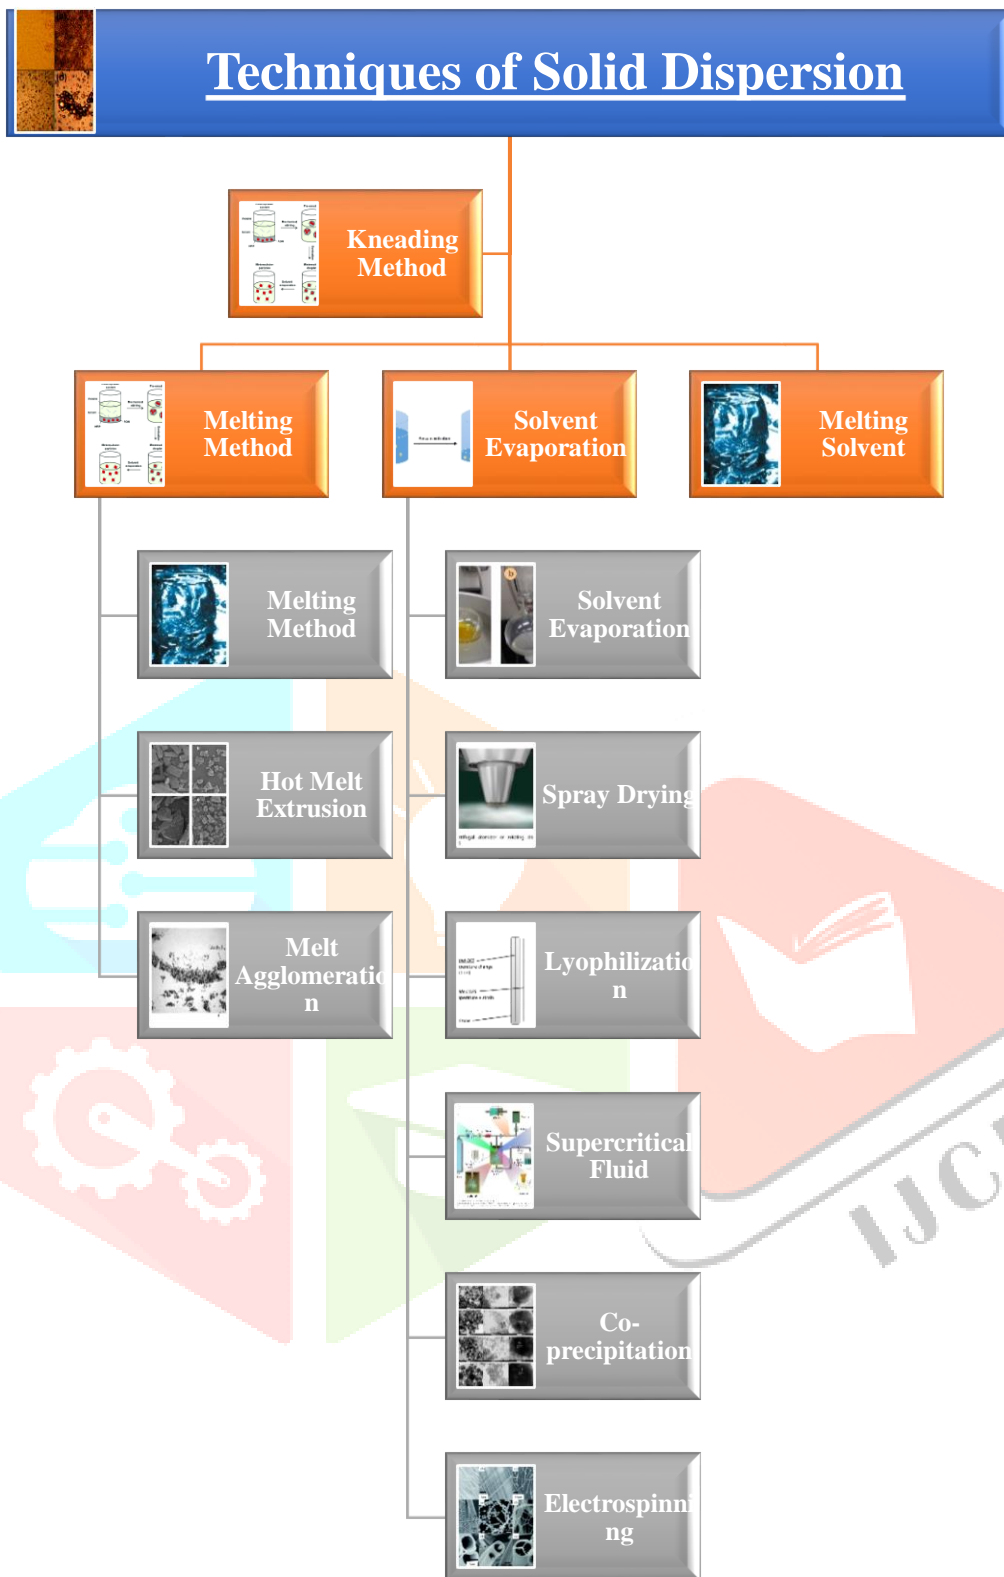 Techniques of Solid Dispersion
Kneading
Method
Melting
Method
Solvent
Evaporation
Melting
Solvent
Melting
Method
Hot Melt
Extrusion
Melt
Agglomeratio
n
Solvent
Evaporation
b
Spray Drying
Lyophilizatio
n
Supercritical
Fluid
Co-
precipitation
Electrospinni
ng